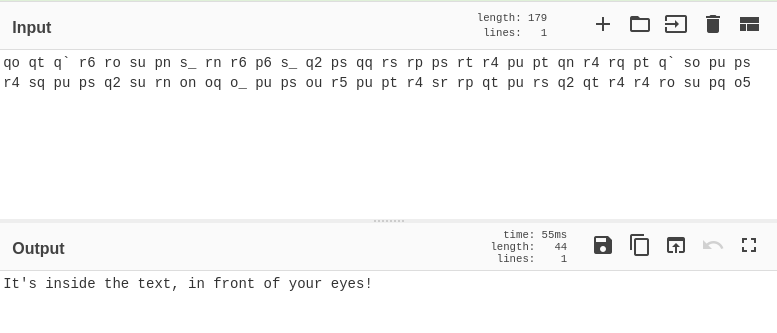 Input
length: 179
lines: 1
qo qt q` r6 ro su pn s_ rn r6 p6 s_ q2 ps qq rs rp ps rt r4 pu pt qn r4 rq pt q` so pu ps
r4 sq pu ps q2 su rn on oq o_ pu ps ou r5 pu pt r4 sr rp qt pu rs q2 qt r4 r4 ro su pq o5
Output
time: 55ms
length: 44
lines: 1
It's inside the text, in front of your eyes!